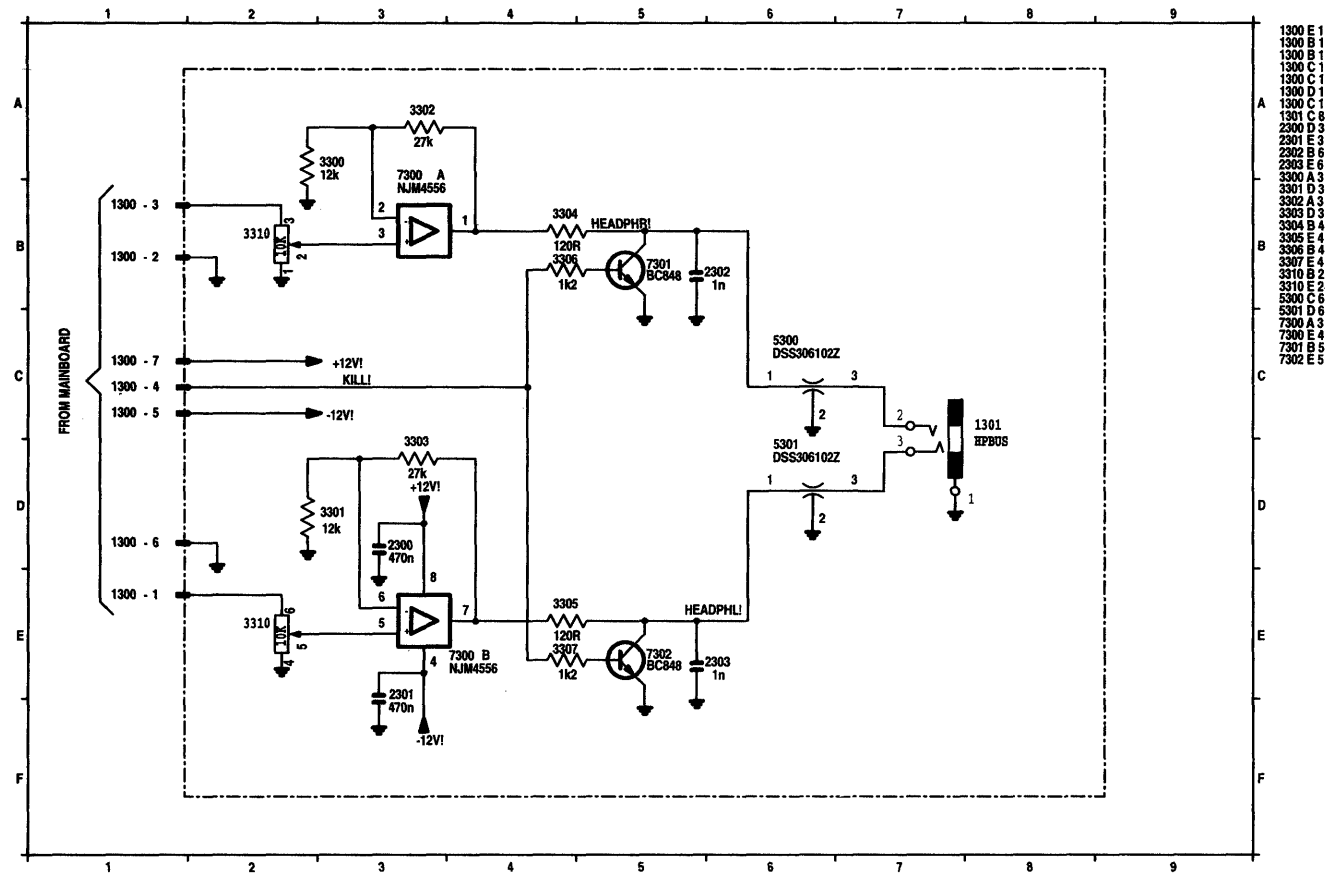 1 2 3 4 5 6 7 8 9
1300 E 1
1300 B 1
1300 B 1
1300 C 1
1300 C 1
1300 D 1
1300 C 1
1301 C 8
2300 D 3
2301 E 3
2302 B 6
2303 E 6
3300 A 3
3301 D 3
3302 A 3
3303 D 3
3304 B 4
3305 E 4
3306 B 4
3307 E 4
3310 B 2
3310 E 2
5300 C 6
5301 D 6
7300 A 3
7300 E 4
7301 B 5
7302 E 5
A
A
3302
27k
3300
12k
7300 A
NJM4556
B
B
1300 - 3
3310
10K
3
2
1
2
3
-
+
1
3304
120R
HEADPHR!
3306
1k2
7301
BC848
2302
1n
1300 - 2
FROM MAINBOARD
C
C
1300 - 7
+12V!
1300 - 4
KILL!
1300 - 5
-12V!
5300
DSS306102Z
1
3
2
2
3
1301
HPBUS
1
5301
DSS306102Z
1
3
2
D
D
3303
27k
+12V!
3301
12k
2300
470n
1300 - 6
8
1300 - 1
E
E
3310
10K
6
5
4
6
5
-
+
7
4
7300 B
NJM4556
3305
120R
HEADPHL!
3307
1k2
7302
BC848
2303
1n
2301
470n
-12V!
F
F
1 2 3 4 5 6 7 8 9